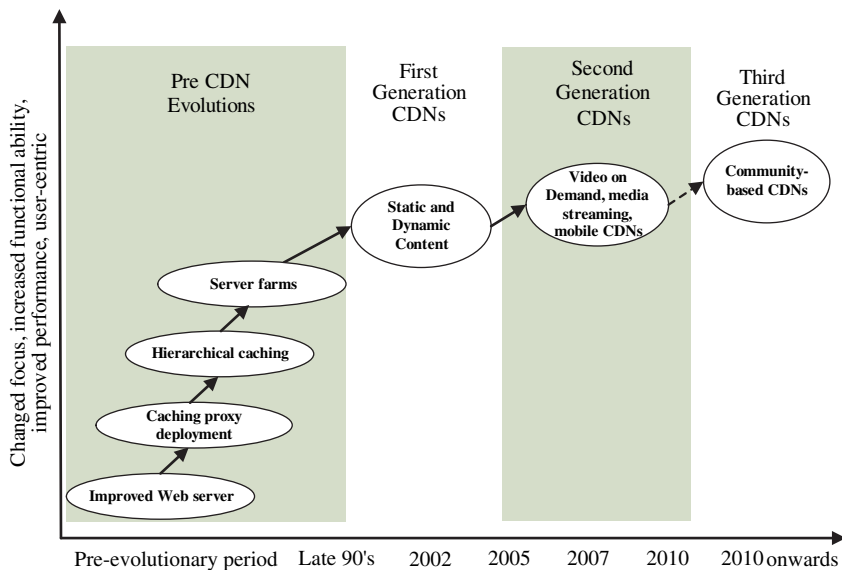 Changed focus, increased functional ability,
improved performance, user-centric
Pre CDN
Evolutions
First
Generation
CDNs
Second
Generation
CDNs
Third
Generation
CDNs
Community-
based CDNs
Video on
Demand, media
streaming,
mobile CDNs
Static and
Dynamic
Content
Server farms
Hierarchical caching
Caching proxy
deployment
Improved Web server
Pre-evolutionary period Late 90's 2002 2005 2007 2010 2010 onwards